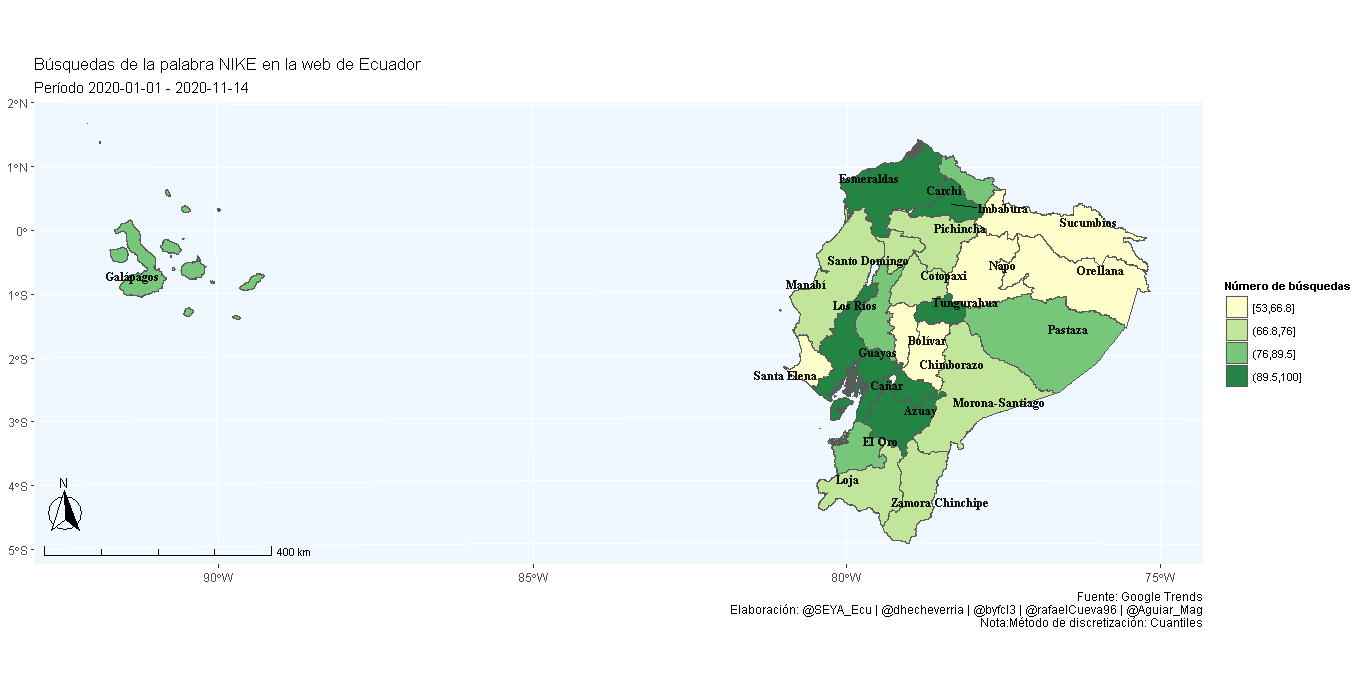 Búsquedas de la palabra NIKE en la web de Ecuador
Período 2020-01-01 - 2020-11-14
2°N
1°N
0°
1°S
2°S
3°S
4°S
5°S
Galápagos
Esmeraldas
Carchi
Imbabura
Sucumbios
Pichincha
Santo Domingo
Napo
Orellana
Cotopaxi
Manabí
Los Ríos
Tungurahua
Pastaza
Bolívar
Guayas
Chimborazo
Santa Elena
Cañar
Morona-Santiago
Azuay
El Oro
Loja
Zamora Chinchipe
N
400 km
90°W
85°W
80°W
75°W
Número de búsquedas
[53,66.8]
(66.8,76]
(76,89.5]
(89.5,100]
Fuente: Google Trends
Elaboración: @SEYA_Ecu | @dhecheverria | @byfcl3 | @rafaelCueva96 | @Aguiar_Mag
Nota:Método de discretización: Cuantiles